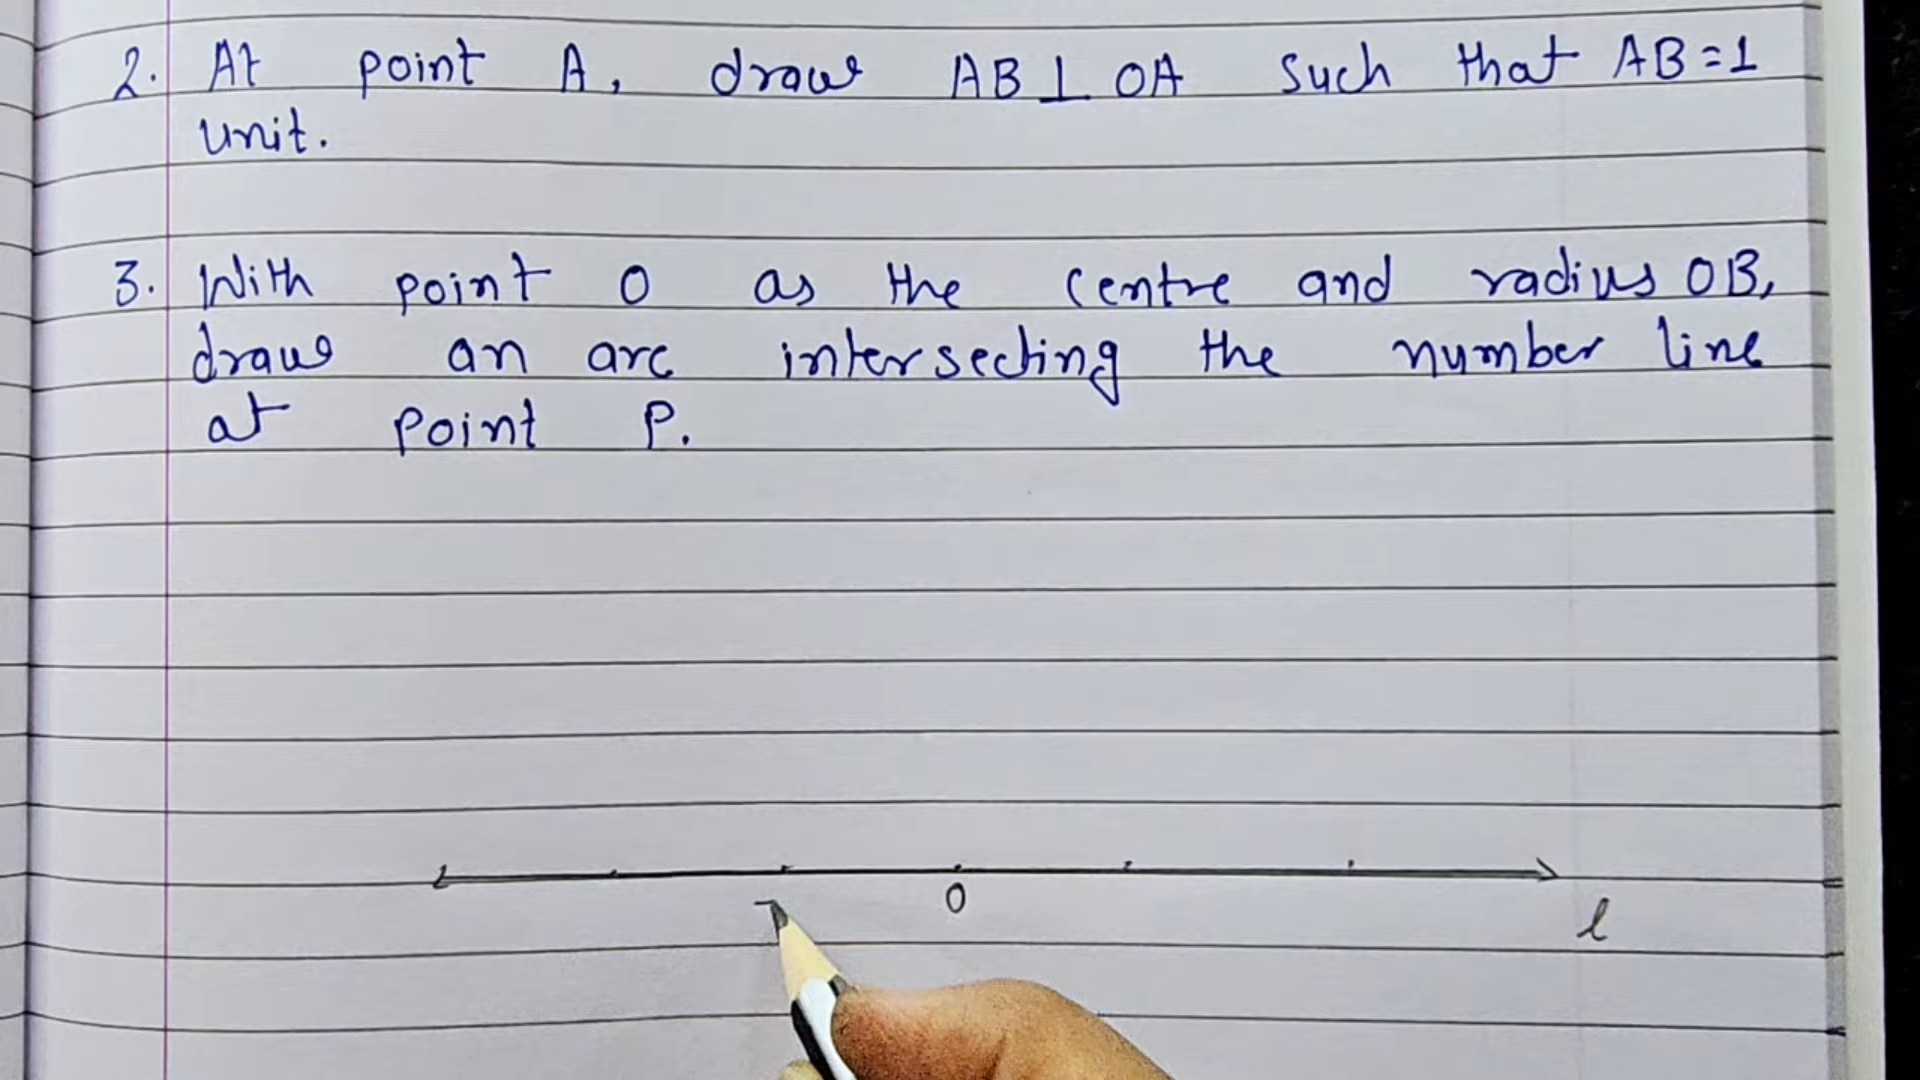 2. At point A, draw AB ⊥ OA such that AB = 1
unit.
3. With point O as the centre and radius OB,
draw an arc intersecting the number line
at point P.
0
l